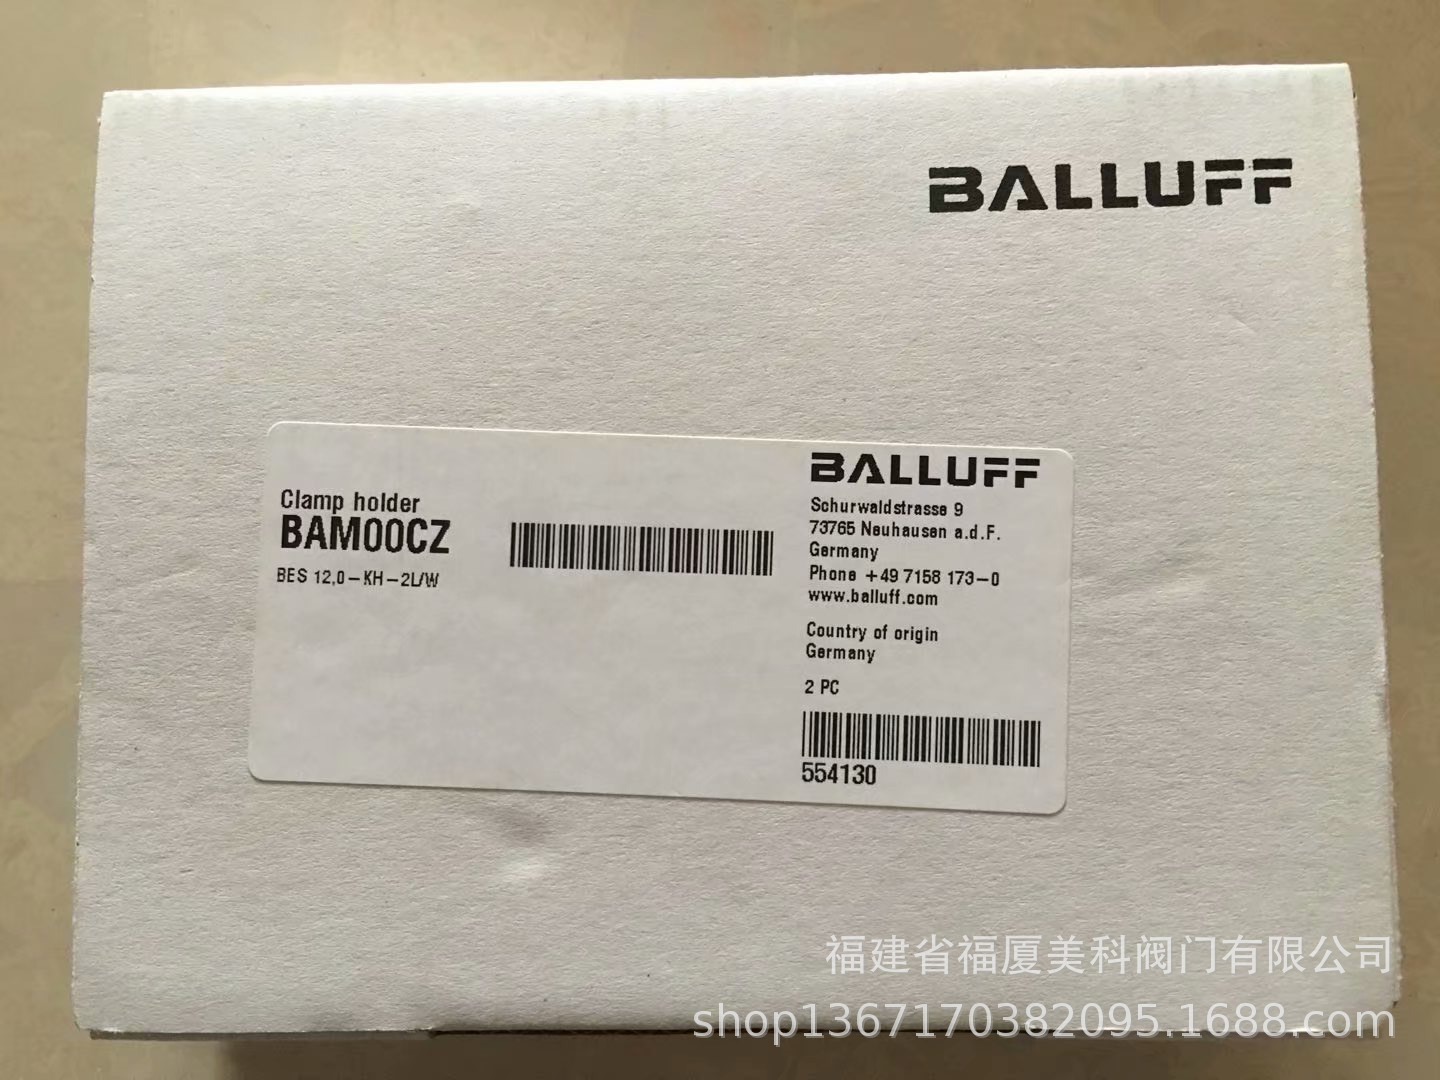 BALLUFF
Clamp holder
BAM00CZ
BES 12,0-KH-2L/W
BALLUFF
Schurwaldstrasse 9
73765 Neuhausen a.d.F.
Germany
Phone +49 7158 173-0
www.balluff.com
Country of origin
Germany
2 PC
554130
福建省福厦美科阀门有限公司
shop1367170382095.1688.com